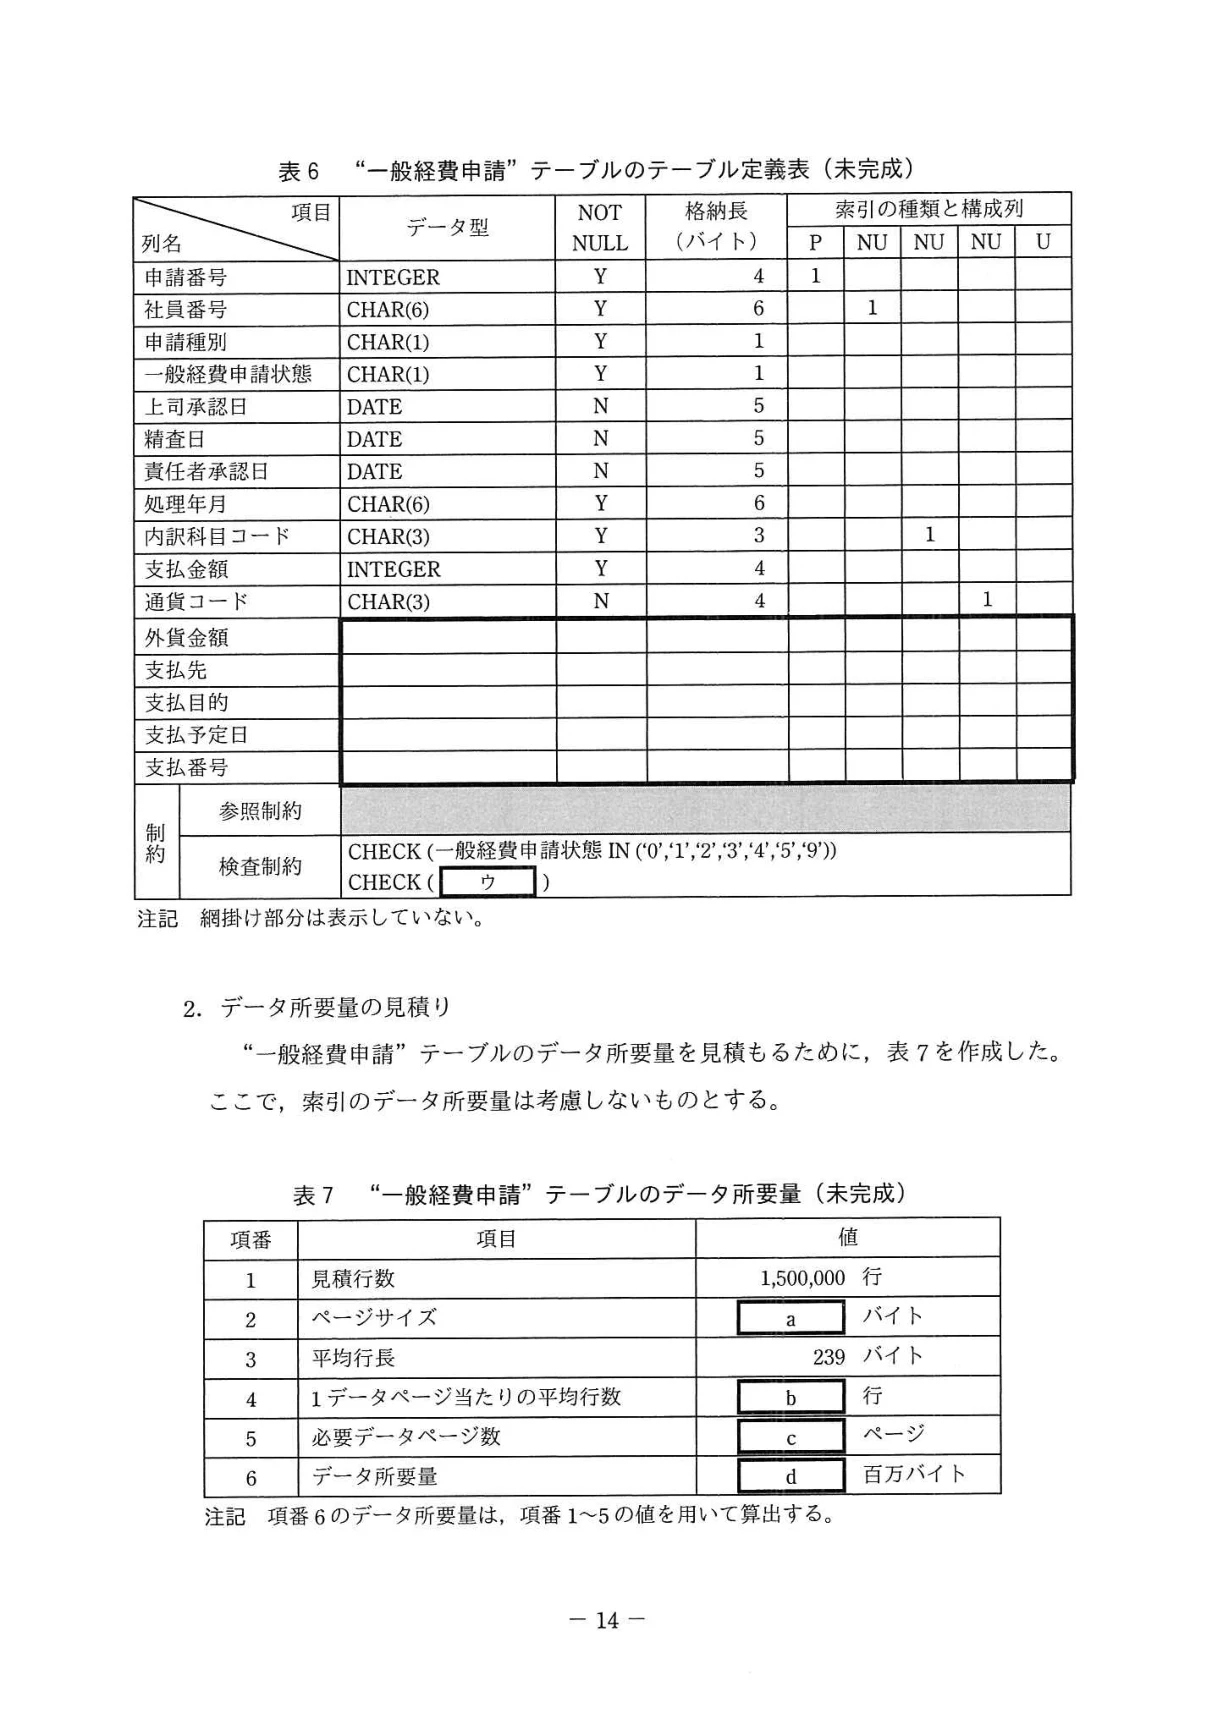 表6 “一般経費申請” テーブルのテーブル定義表（未完成）
項目 列名 データ型 NOT NULL 格納長（バイト） 索引の種類と構成列
P NU NU NU U
申請番号 INTEGER Y 4 1
社員番号 CHAR(6) Y 6 1
申請種別 CHAR(1) Y 1
一般経費申請状態 CHAR(1) Y 1
上司承認日 DATE N 5
精査日 DATE N 5
責任者承認日 DATE N 5
処理年月 CHAR(6) Y 6
内訳科目コード CHAR(3) Y 3 1
支払金額 INTEGER Y 4
通貨コード CHAR(3) N 4 1
外貨金額
支払先
支払目的
支払予定日
支払番号
制約 参照制約
検査制約 CHECK (一般経費申請状態 IN (‘0’,‘1’,‘2’,‘3’,‘4’,‘5’,‘9’))
CHECK ( ウ )
注記 網掛け部分は表示していない。
2. データ所要量の見積り
“一般経費申請” テーブルのデータ所要量を見積もるために，表7を作成した。
ここで，索引のデータ所要量は考慮しないものとする。
表7 “一般経費申請” テーブルのデータ所要量（未完成）
項番 項目 値
1 見積行数 1,500,000 行
2 ページサイズ a バイト
3 平均行長 239 バイト
4 1データページ当たりの平均行数 b 行
5 必要データページ数 c ページ
6 データ所要量 d 百万バイト
注記 項番6のデータ所要量は，項番1～5の値を用いて算出する。
－ 14 －